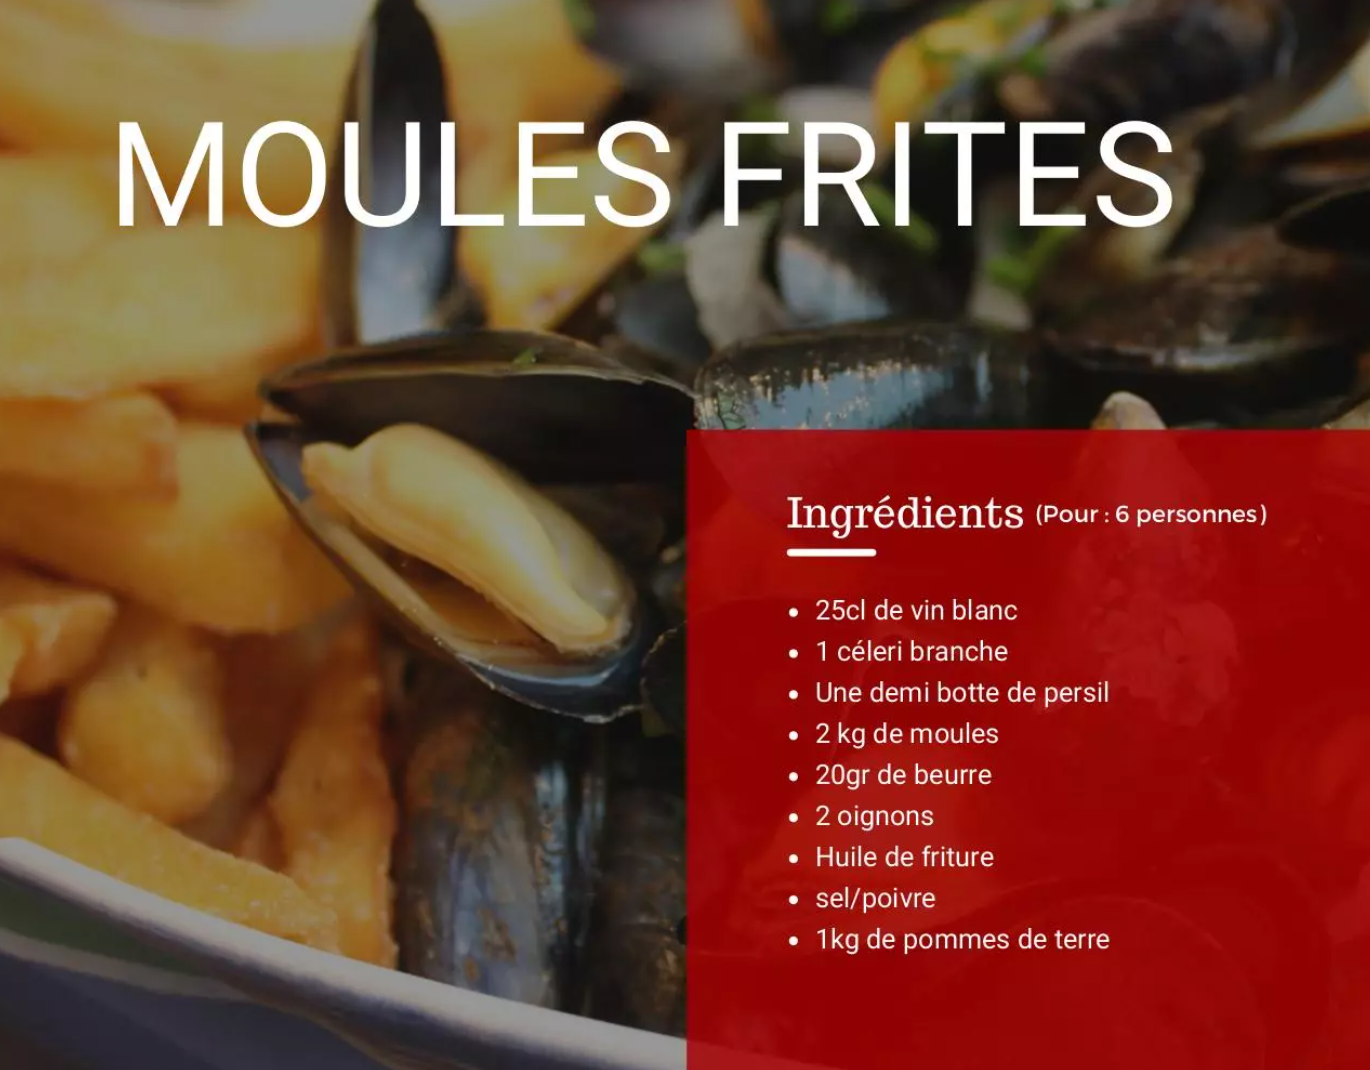 MOULES FRITES
Ingrédients (Pour : 6 personnes)
• 25cl de vin blanc
• 1 céleri branche
• Une demi botte de persil
• 2 kg de moules
• 20gr de beurre
• 2 oignons
• Huile de friture
• sel/poivre
• 1kg de pommes de terre